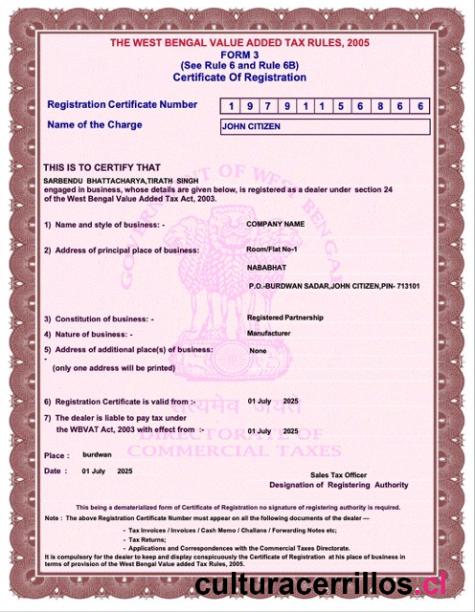 THE WEST BENGAL VALUE ADDED TAX RULES, 2005
FORM 3
(See Rule 6 and Rule 6B)
Certificate Of Registration
Registration Certificate Number 1 9 7 9 1 1 5 6 8 6 6
Name of the Charge JOHN CITIZEN
THIS IS TO CERTIFY THAT
SARBENDU BHATTACHARYA,TIRATH SINGH
engaged in business, whose details are given below, is registered as a dealer under section 24
of the West Bengal Value Added Tax Act, 2003.
GOVERNMENT OF WEST BENGAL
1) Name and style of business: - COMPANY NAME
2) Address of principal place of business: Room/Flat No-1
NABABHAT
P.O.-BURDWAN SADAR,JOHN CITIZEN,PIN- 713101
3) Constitution of business: - Registered Partnership
4) Nature of business: - Manufacturer
5) Address of additional place(s) of business: None
-
(only one address will be printed)
6) Registration Certificate is valid from :- 01 July 2025
सत्यमेव जयते
7) The dealer is liable to pay tax under
the WBVAT Act, 2003 with effect from :- 01 July 2025
DIRECTORATE OF
COMMERCIAL TAXES
Place : burdwan
Date : 01 July 2025
Sales Tax Officer
Designation of Registering Authority
This being a dematerialized form of Certificate of Registration no signature of registering authority is required.
Note : The above Registration Certificate Number must appear on all the following documents of the dealer —
- Tax Invoices / Invoices / Cash Memo / Challans / Forwarding Notes etc;
- Tax Returns;
- Applications and Correspondences with the Commercial Taxes Directorate.
It is compulsory for the dealer to keep and display conspicuously the Certificate of Registration at his place of business in
terms of provision of the West Bengal Value Added Tax Rules, 2005.
culturacerrillos.cl